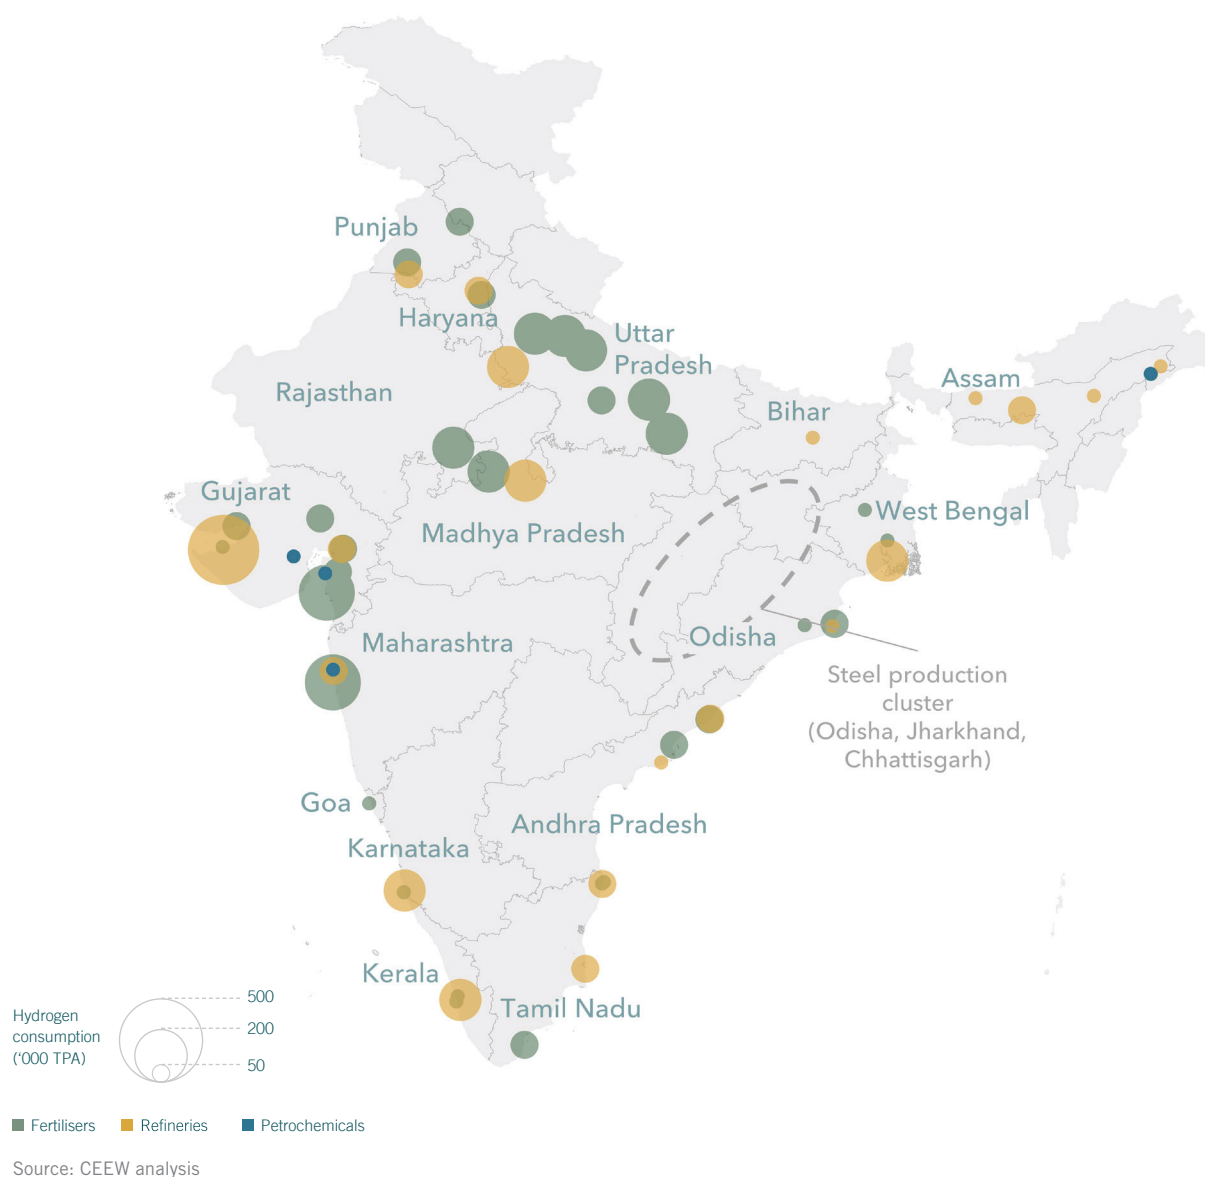 Punjab
Haryana
Uttar
Pradesh
Rajasthan
Assam
Bihar
Gujarat
West Bengal
Madhya Pradesh
Maharashtra
Odisha
Steel production
cluster
(Odisha, Jharkhand,
Chhattisgarh)
Goa
Andhra Pradesh
Karnataka
Kerala
Tamil Nadu
Hydrogen
consumption
(‘000 TPA)
500
200
50
Fertilisers
Refineries
Petrochemicals
Source: CEEW analysis